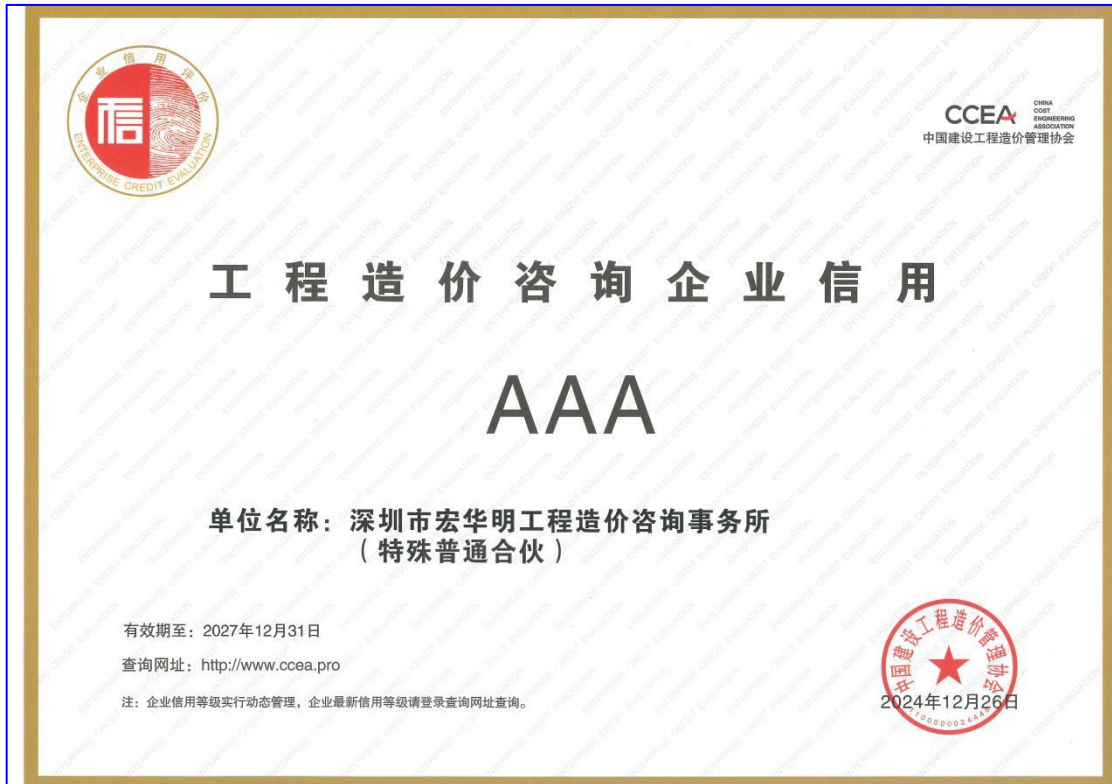 企业信用评价
ENTERPRISE CREDIT EVALUATION
信
CCEA
CHINA
COST
ENGINEERING
ASSOCIATION
中国建设工程造价管理协会
工程造价咨询企业信用
AAA
单位名称：深圳市宏华明工程造价咨询事务所
（特殊普通合伙）
有效期至：2027年12月31日
查询网址：http://www.ccea.pro
注：企业信用等级实行动态管理，企业最新信用等级请登录查询网址查询。
中国建设工程造价管理协会
2024年12月26日